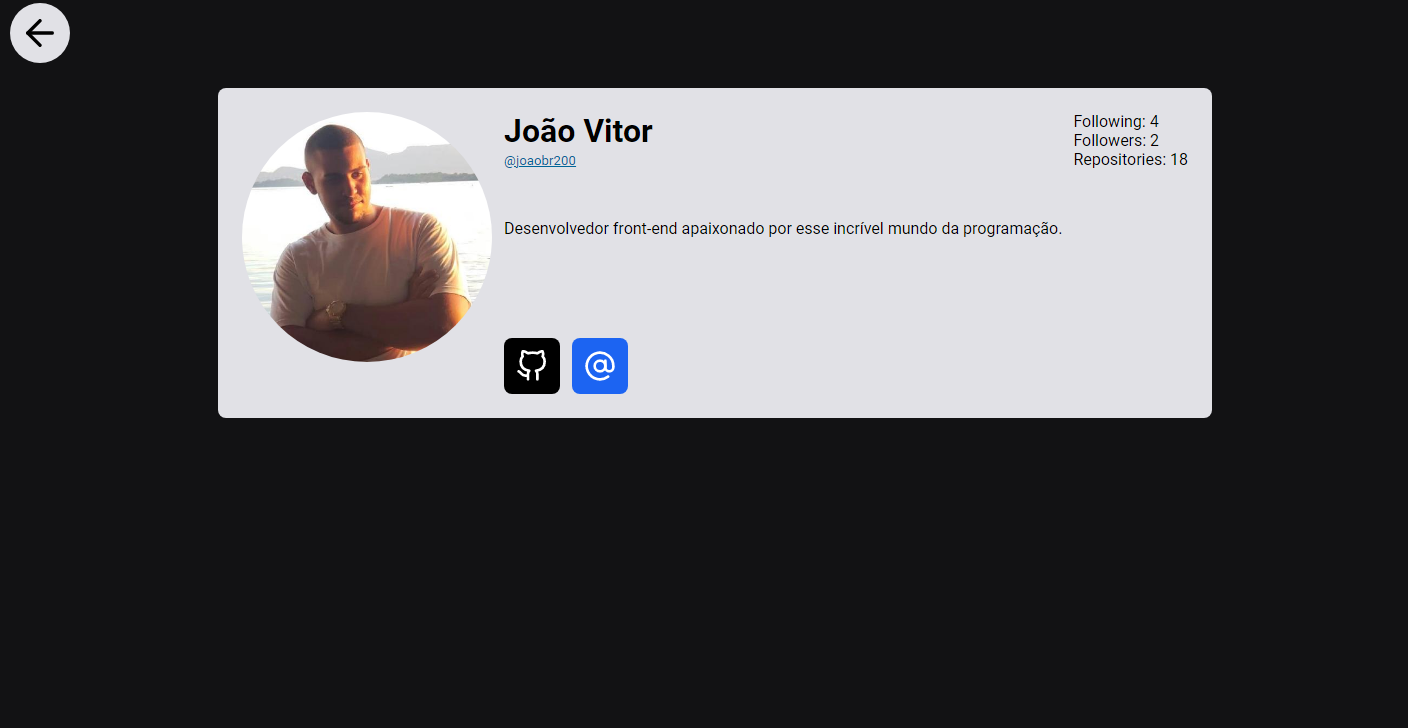 João Vitor
@joaobr200
Following: 4
Followers: 2
Repositories: 18
Desenvolvedor front-end apaixonado por esse incrível mundo da programação.